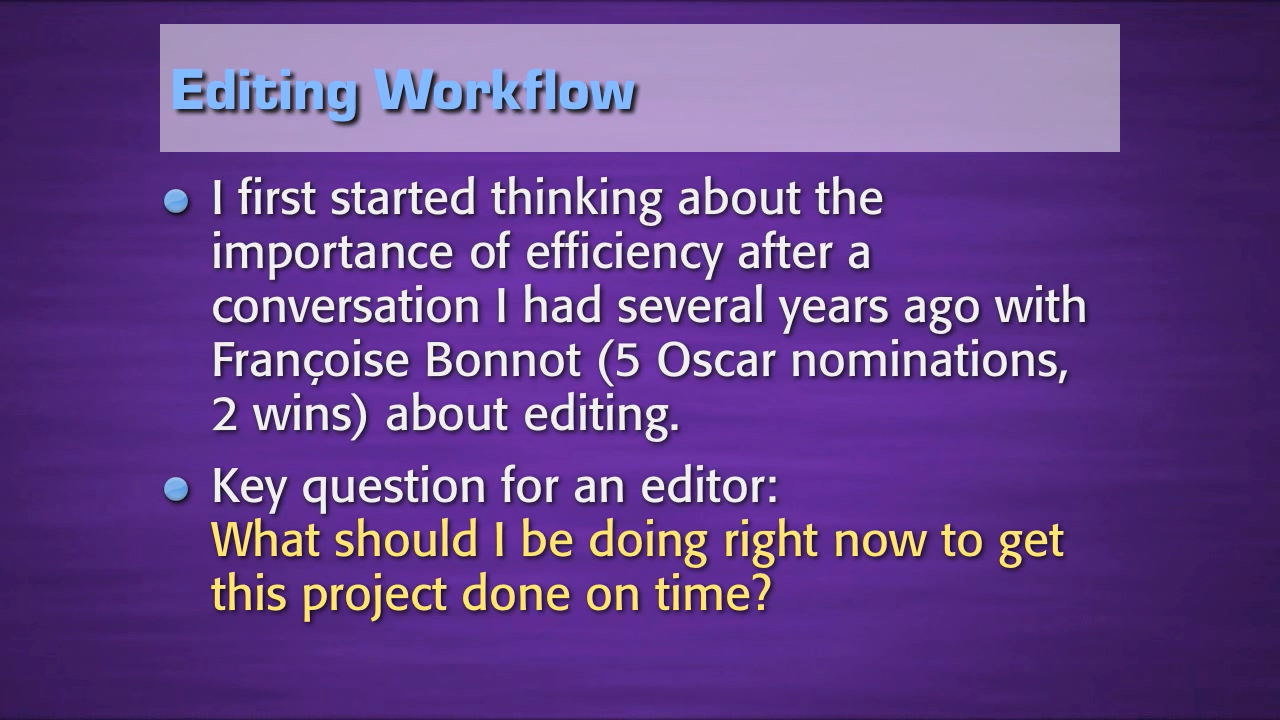 Editing Workflow
I first started thinking about the
importance of efficiency after a
conversation I had several years ago with
Françoise Bonnot (5 Oscar nominations,
2 wins) about editing.
Key question for an editor:
What should I be doing right now to get
this project done on time?